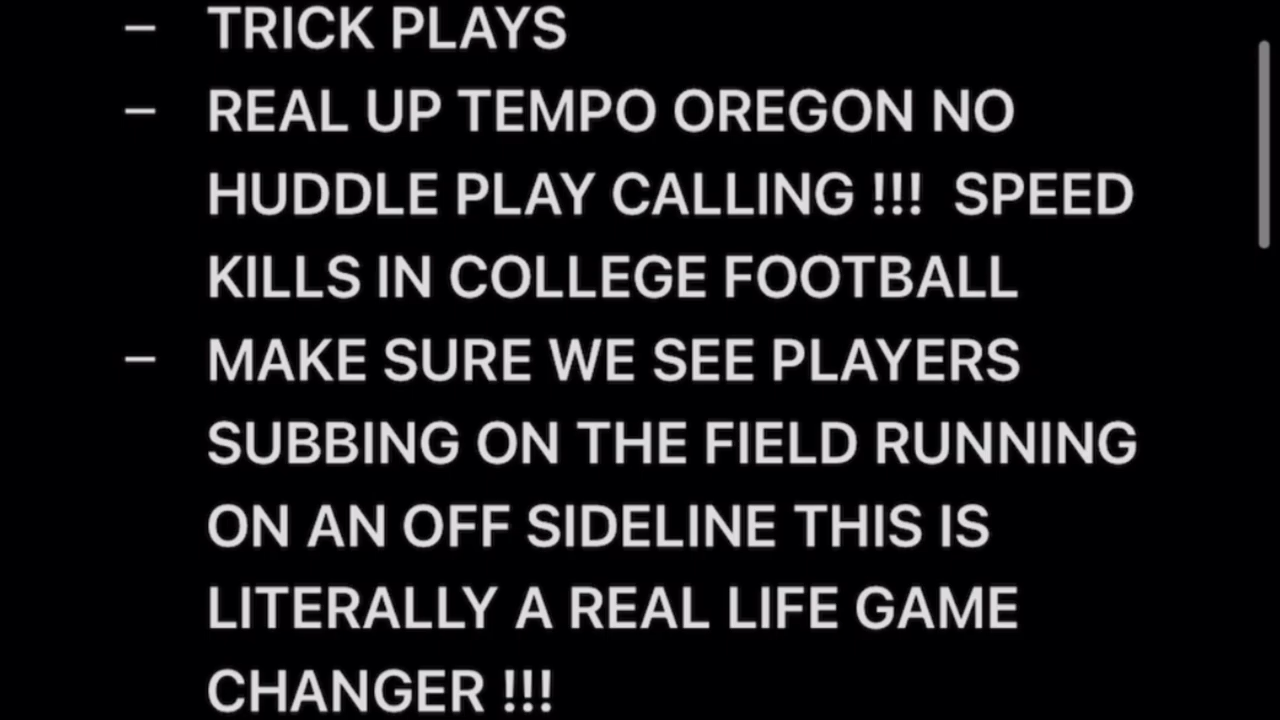 – TRICK PLAYS
– REAL UP TEMPO OREGON NO
HUDDLE PLAY CALLING !!!  SPEED
KILLS IN COLLEGE FOOTBALL
– MAKE SURE WE SEE PLAYERS
SUBBING ON THE FIELD RUNNING
ON AN OFF SIDELINE THIS IS
LITERALLY A REAL LIFE GAME
CHANGER !!!